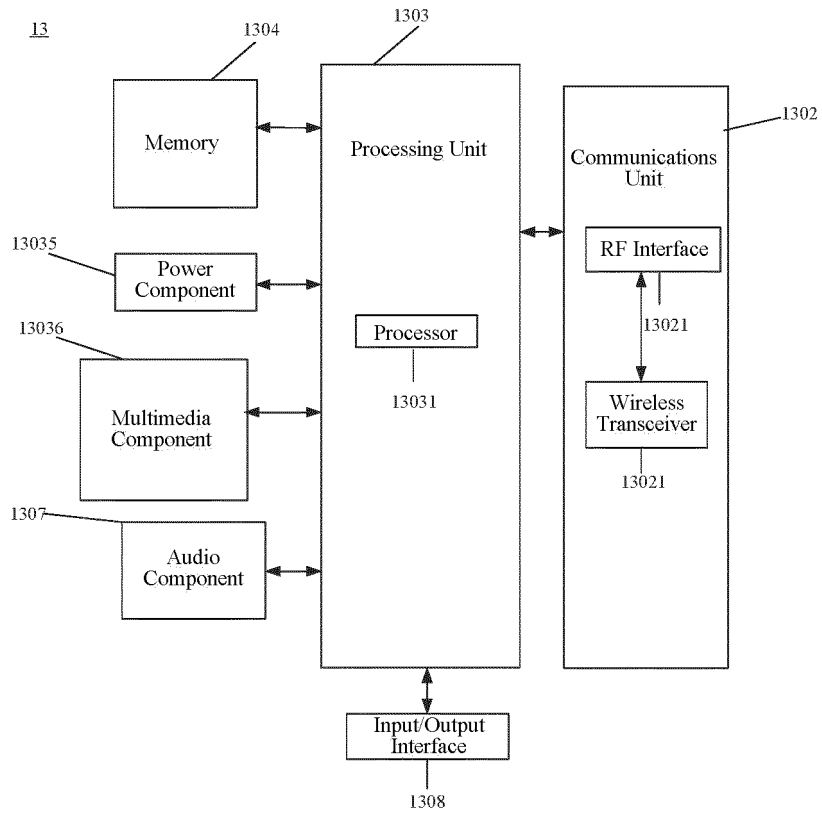 13
1304
1303
1302
Memory
Processing Unit
Communications
Unit
13035
Power
Component
RF Interface
13021
13036
Processor
13031
Multimedia
Component
Wireless
Transceiver
13021
1307
Audio
Component
Input/Output
Interface
1308